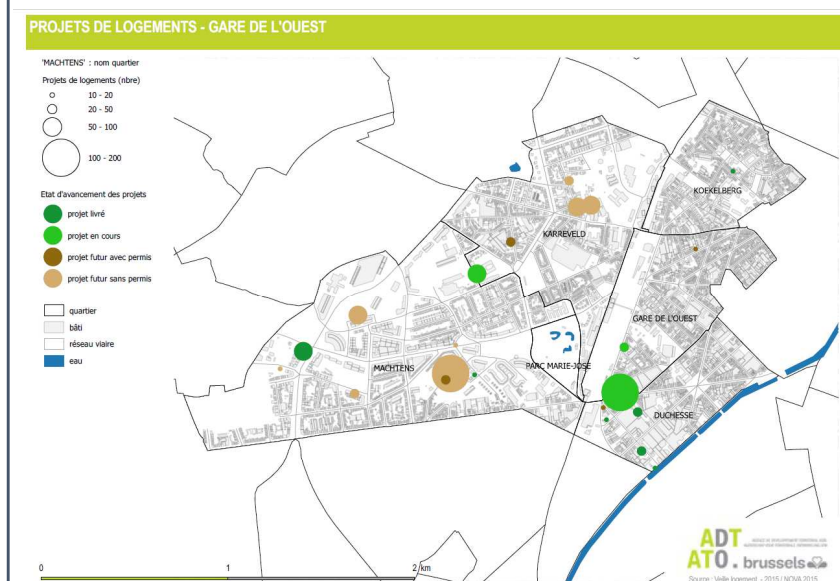 PROJETS DE LOGEMENTS - GARE DE L'OUEST
'MACHTENS' : nom quartier
Projets de logements (nbre)
10 - 20
20 - 50
50 - 100
100 - 200
Etat d'avancement des projets
projet livré
projet en cours
projet futur avec permis
projet futur sans permis
quartier
bâti
réseau viaire
eau
KOEKELBERG
KARREVELD
GARE DE L'OUEST
PARC MARIE-JOSE
MACHTENS
DUCHESSE
0 1 2 km
ADT
ATO. brussels
Source : Veille logement - 2015 | NOVA 2015